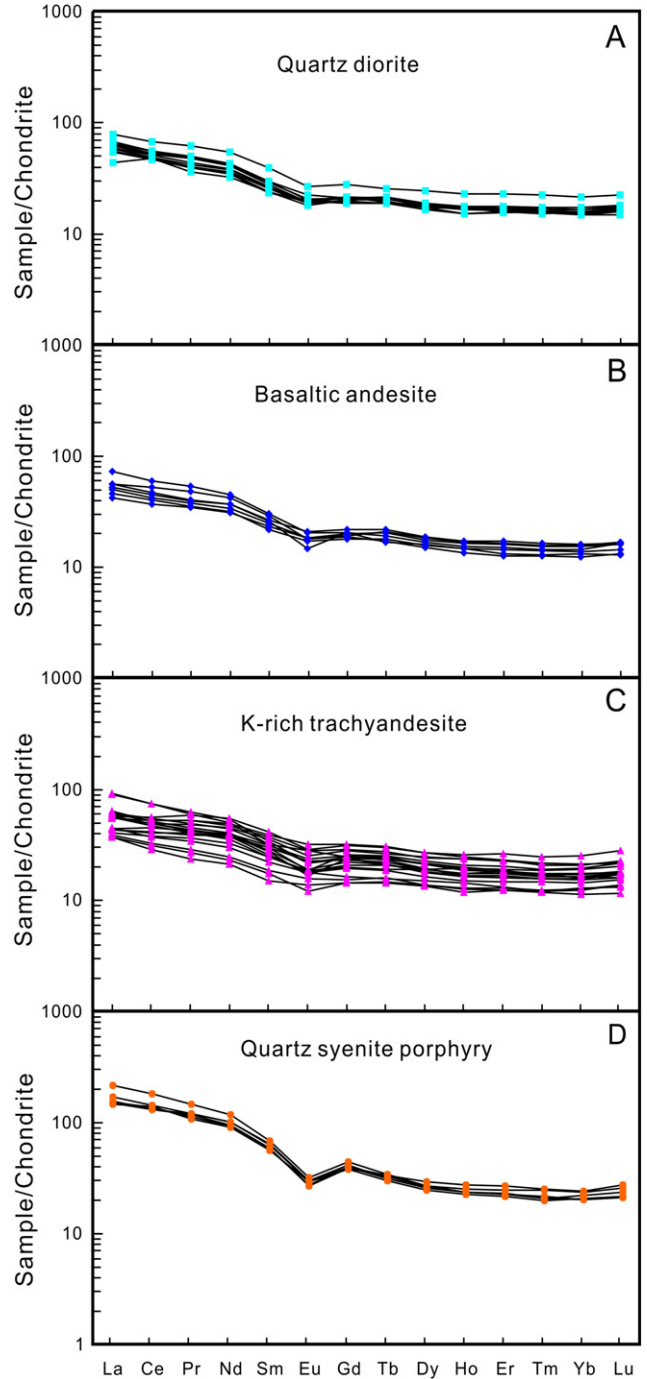 1000
A
Quartz diorite
100
Sample/Chondrite
10
1000
B
Basaltic andesite
100
Sample/Chondrite
10
1000
C
K-rich trachyandesite
100
Sample/Chondrite
10
1000
D
Quartz syenite porphyry
100
Sample/Chondrite
10
1
La Ce Pr Nd Sm Eu Gd Tb Dy Ho Er Tm Yb Lu